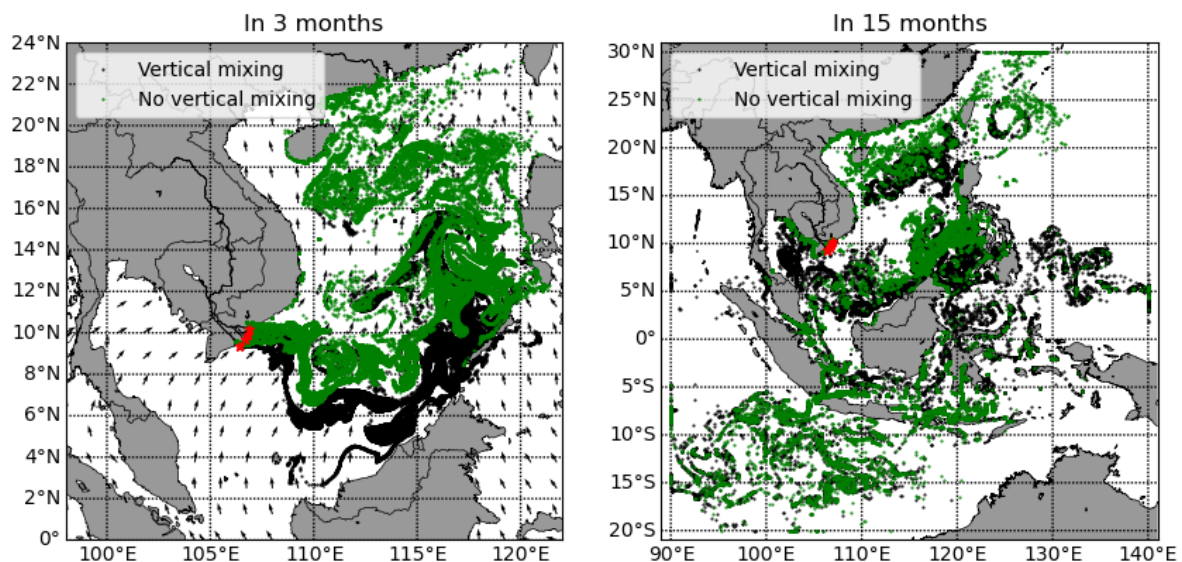 In 3 months
24°N
22°N
20°N
18°N
16°N
14°N
12°N
10°N
8°N
6°N
4°N
2°N
0°
Vertical mixing
No vertical mixing
100°E
105°E
110°E
115°E
120°E
In 15 months
30°N
25°N
20°N
15°N
10°N
5°N
0°
5°S
10°S
15°S
20°S
Vertical mixing
No vertical mixing
90°E
100°E
110°E
120°E
130°E
140°E